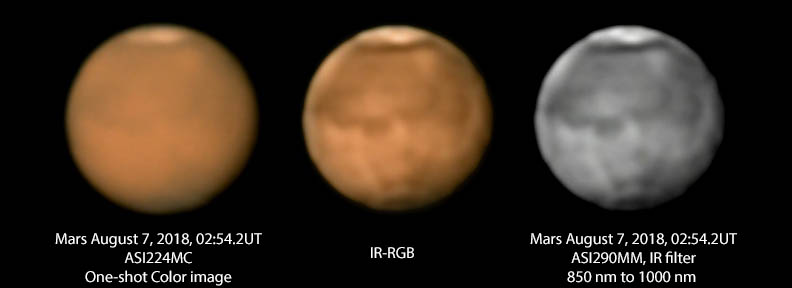 Mars August 7, 2018, 02:54.2UT
ASI224MC
One-shot Color image
IR-RGB
Mars August 7, 2018, 02:54.2UT
ASI290MM, IR filter
850 nm to 1000 nm